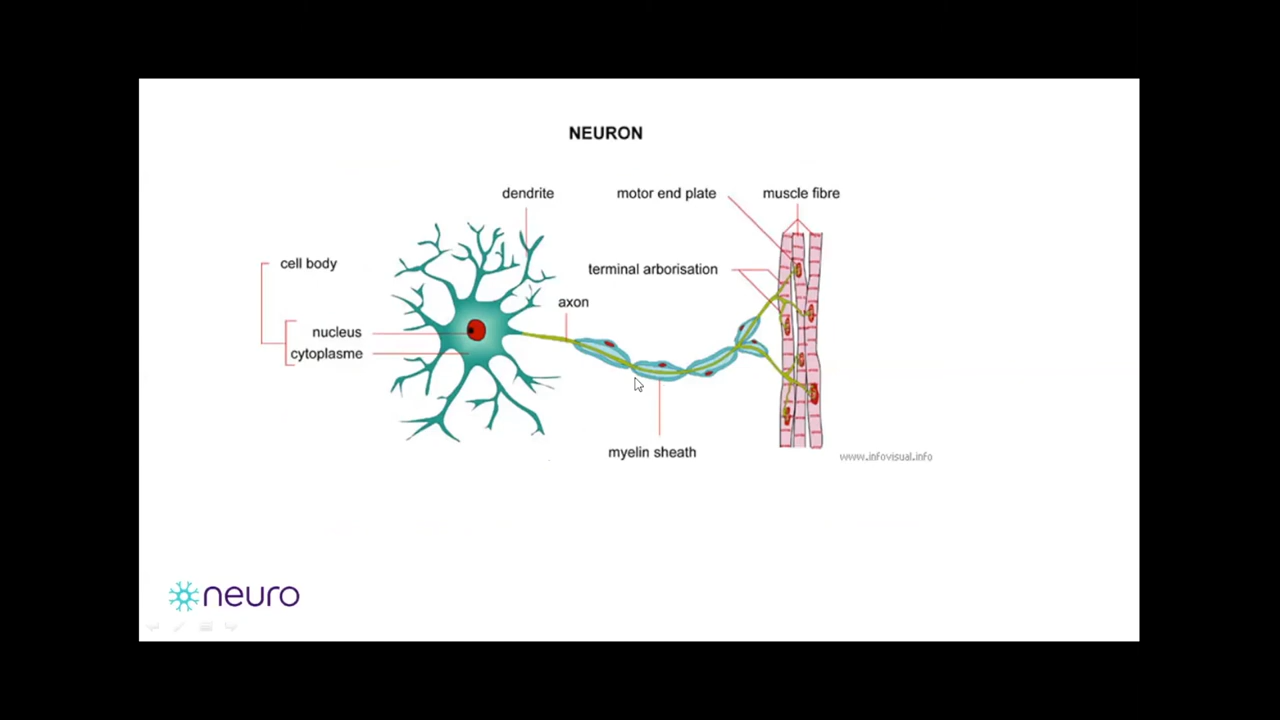 NEURON
dendrite
motor end plate
muscle fibre
cell body
terminal arborisation
axon
nucleus
cytoplasme
myelin sheath
www.infovisual.info
neuro